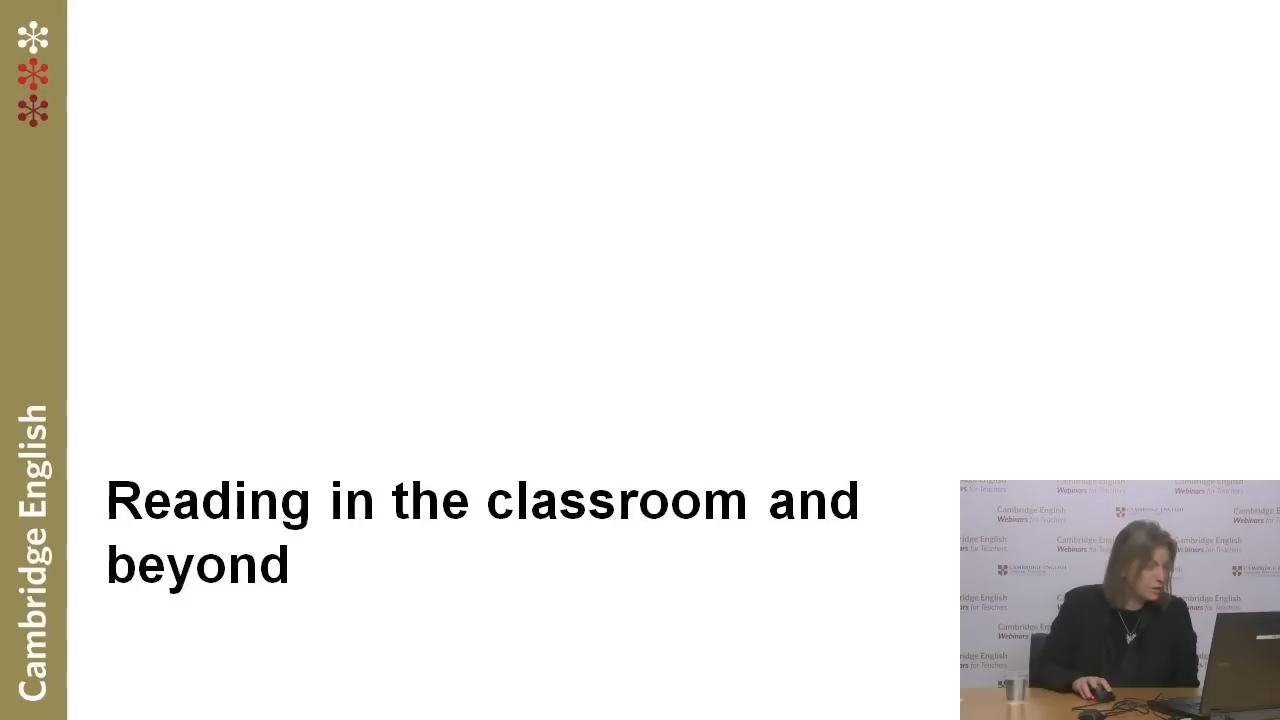 Cambridge English
Reading in the classroom and
beyond
Cambridge English
Webinars for Teachers
Cambridge English
Webinars for Teachers
CAMBRIDGE ENGLISH
Cambridge English
Webinars